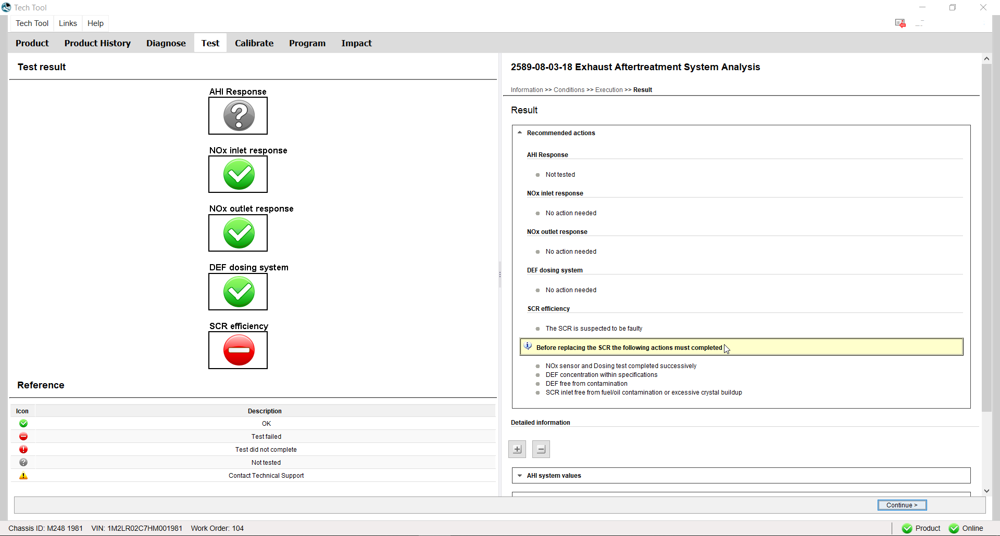 Tech Tool
Tech Tool Links Help
Product Product History Diagnose Test Calibrate Program Impact
Test result
AHI Response
NOx inlet response
NOx outlet response
DEF dosing system
SCR efficiency
Reference
Icon Description
OK
Test failed
Test did not complete
Not tested
Contact Technical Support
2589-08-03-18 Exhaust Aftertreatment System Analysis
Information >> Conditions >> Execution >> Result
Result
Recommended actions
AHI Response
Not tested
NOx inlet response
No action needed
NOx outlet response
No action needed
DEF dosing system
No action needed
SCR efficiency
The SCR is suspected to be faulty
Before replacing the SCR the following actions must completed
NOx sensor and Dosing test completed successively
DEF concentration within specifications
DEF free from contamination
SCR inlet free from fuel/oil contamination or excessive crystal buildup
Detailed information
AHI system values
Continue >
Chassis ID: M248 1981 VIN: 1M2LR02C7HM001981 Work Order: 104
Product Online